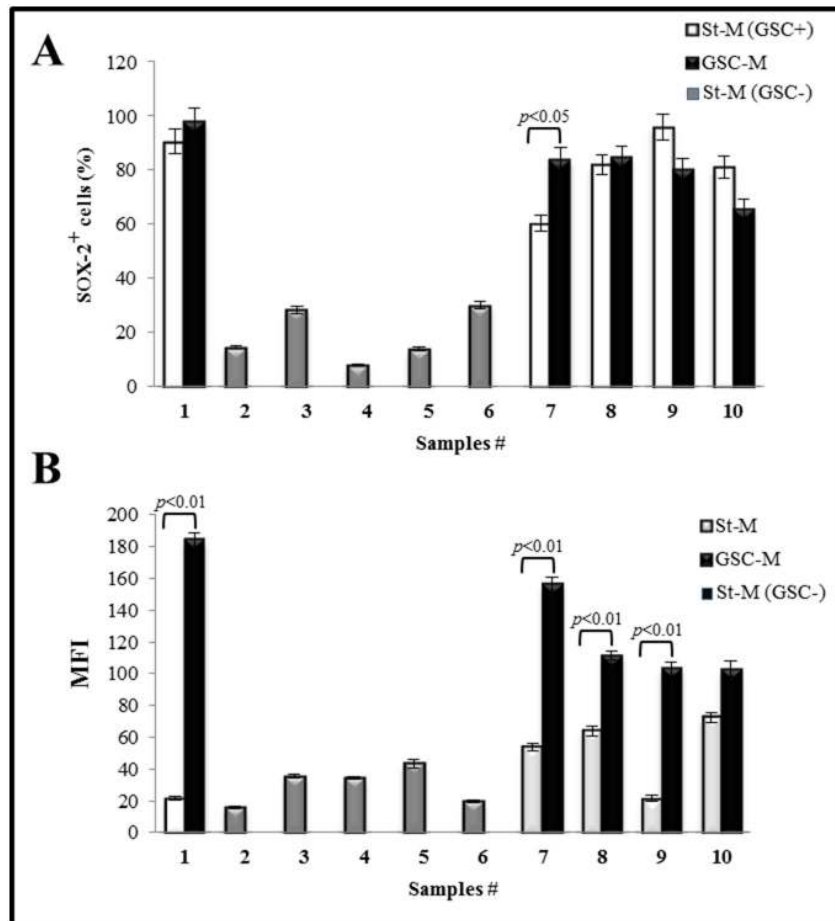 A
St-M (GSC+)
GSC-M
St-M (GSC-)
SOX-2+ cells (%)
120
100
80
60
40
20
0
p<0.05
1 2 3 4 5 6 7 8 9 10
Samples #
B
St-M
GSC-M
St-M (GSC-)
MFI
200
180
160
140
120
100
80
60
40
20
0
p<0.01
p<0.01
p<0.01
p<0.01
1 2 3 4 5 6 7 8 9 10
Samples #